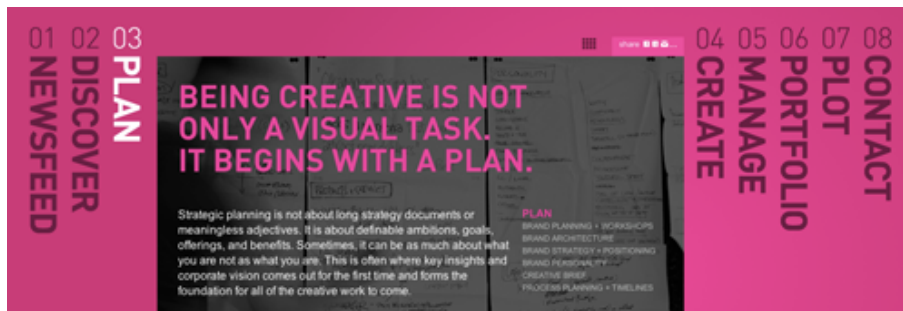 01 NEWSFEED
02 DISCOVER
03 PLAN
share
BEING CREATIVE IS NOT
ONLY A VISUAL TASK.
IT BEGINS WITH A PLAN.
Strategic planning is not about long strategy documents or
meaningless adjectives. It is about definable ambitions, goals,
offerings, and benefits. Sometimes, it can be as much about what
you are not as what you are. This is often where key insights and
corporate vision comes out for the first time and forms the
foundation for all of the creative work to come.
PLAN
BRAND PLANNING + WORKSHOPS
BRAND ARCHITECTURE
BRAND STRATEGY + POSITIONING
BRAND PERSONALITY
CREATIVE BRIEF
PROCESS PLANNING + TIMELINES
04 CREATE
05 MANAGE
06 PORTFOLIO
07 PLOT
08 CONTACT